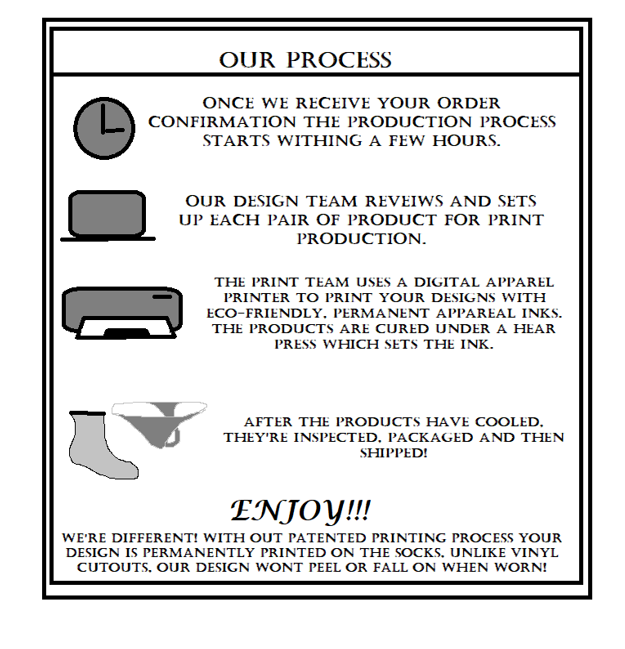 OUR PROCESS
ONCE WE RECEIVE YOUR ORDER
CONFIRMATION THE PRODUCTION PROCESS
STARTS WITHING A FEW HOURS.
OUR DESIGN TEAM REVEIWS AND SETS
UP EACH PAIR OF PRODUCT FOR PRINT
PRODUCTION.
THE PRINT TEAM USES A DIGITAL APPAREL
PRINTER TO PRINT YOUR DESIGNS WITH
ECO-FRIENDLY, PERMANENT APPAREAL INKS.
THE PRODUCTS ARE CURED UNDER A HEAR
PRESS WHICH SETS THE INK.
AFTER THE PRODUCTS HAVE COOLED,
THEY'RE INSPECTED, PACKAGED AND THEN
SHIPPED!
ENJOY!!!
WE'RE DIFFERENT! WITH OUT PATENTED PRINTING PROCESS YOUR
DESIGN IS PERMANENTLY PRINTED ON THE SOCKS, UNLIKE VINYL
CUTOUTS, OUR DESIGN WONT PEEL OR FALL ON WHEN WORN!